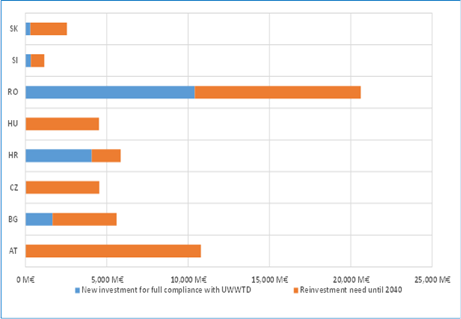 SK
SI
RO
HU
HR
CZ
BG
AT
0 M€ 5,000 M€ 10,000 M€ 15,000 M€ 20,000 M€ 25,000 M€
New investment for full compliance with UWWTD Reinvestment need until 2040